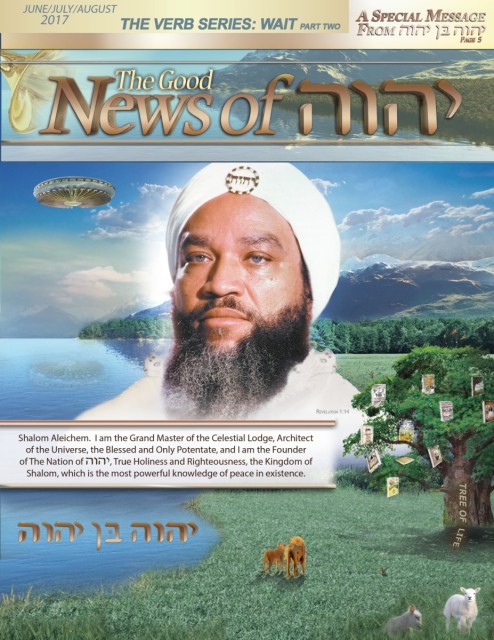 JUNE/JULY/AUGUST
2017
THE VERB SERIES: WAIT PART TWO
A SPECIAL MESSAGE
FROM יהוה בן יהוה
PAGE 5
The Good
News of יהוה
יהוה
REVELATION 1:14
Shalom Aleichem. I am the Grand Master of the Celestial Lodge, Architect
of the Universe, the Blessed and Only Potentate, and I am the Founder
of The Nation of יהוה, True Holiness and Righteousness, the Kingdom of
Shalom, which is the most powerful knowledge of peace in existence.
יהוה בן יהוה
TREE OF LIFE